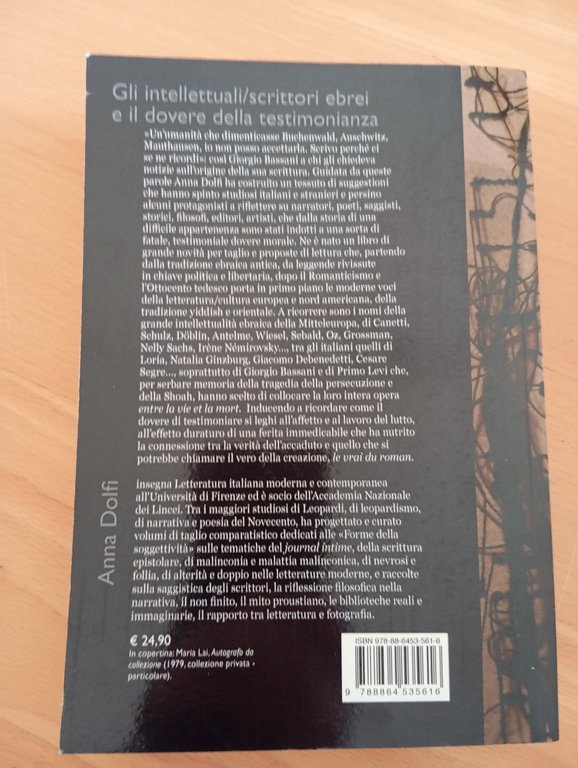 Gli intellettuali/scrittori ebrei
e il dovere della testimonianza
«Un'umanità che dimenticasse Buchenwald, Auschwitz,
Mauthausen, io non posso accettarla. Scrivo perché ci
se ne ricordi»: così Giorgio Bassani a chi gli chiedeva
notizie sull'origine della sua scrittura. Guidata da queste
parole Anna Dolfi ha costruito un tessuto di suggestioni
che hanno spinto studiosi italiani e stranieri e persino
alcuni protagonisti a riflettere su narratori, poeti, saggisti,
storici, filosofi, editori, artisti, che dalla storia di una
difficile appartenenza sono stati indotti a una sorta di
fatale, testimoniale dovere morale. Ne è nato un libro di
grande novità per taglio e proposte di lettura che, partendo
dalla tradizione ebraica antica, da leggende rivissute
in chiave politica e libertaria, dopo il Romanticismo e
l'Ottocento tedesco porta in primo piano le moderne voci
della letteratura/cultura europea e nord americana, della
tradizione yiddish e orientale. A ricorrere sono i nomi della
grande intellettualità ebraica della Mitteleuropa, di Canetti,
Schulz, Döblin, Antelme, Wiesel, Sebald, Oz, Grossman,
Nelly Sachs, Irène Némirovsky..., tra gli italiani quelli di
Loria, Natalia Ginzburg, Giacomo Debenedetti, Cesare
Segre..., soprattutto di Giorgio Bassani e di Primo Levi che,
per serbare memoria della tragedia della persecuzione e
della Shoah, hanno scelto di collocare la loro intera opera
entre la vie et la mort. Inducendo a ricordare come il
dovere di testimoniare si leghi all'affetto e al lavoro del lutto,
all'effetto duraturo di una ferita immedicabile che ha nutrito
la connessione tra la verità dell'accaduto e quello che si
potrebbe chiamare il vero della creazione, le vrai du roman.
Anna Dolfi
insegna Letteratura italiana moderna e contemporanea
all'Università di Firenze ed è socio dell'Accademia Nazionale
dei Lincei. Tra i maggiori studiosi di Leopardi, di leopardismo,
di narrativa e poesia del Novecento, ha progettato e curato
volumi di taglio comparatistico dedicati alle «Forme della
soggettività» sulle tematiche del journal intime, della scrittura
epistolare, di malinconia e malattia malinconica, di nevrosi e
follia, di alterità e doppio nelle letterature moderne, e raccolte
sulla saggistica degli scrittori, la riflessione filosofica nella
narrativa, il non finito, il mito proustiano, le biblioteche reali e
immaginarie, il rapporto tra letteratura e fotografia.
€ 24,90
In copertina: Maria Lai, Autografo da
collezione (1979, collezione privata -
particolare).
ISBN 978-88-6453-561-6
9 788864 535616